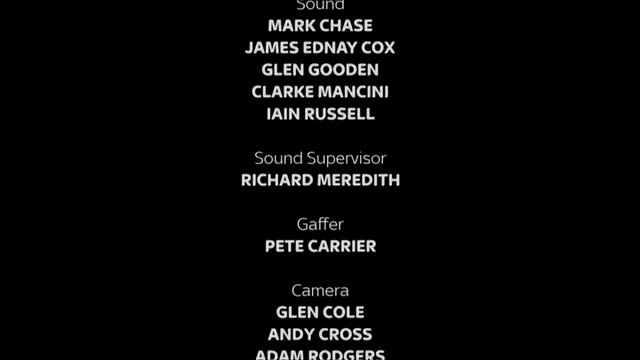 Sound
MARK CHASE
JAMES EDNAY COX
GLEN GOODEN
CLARKE MANCINI
IAIN RUSSELL
Sound Supervisor
RICHARD MEREDITH
Gaffer
PETE CARRIER
Camera
GLEN COLE
ANDY CROSS
ADAM RODGERS